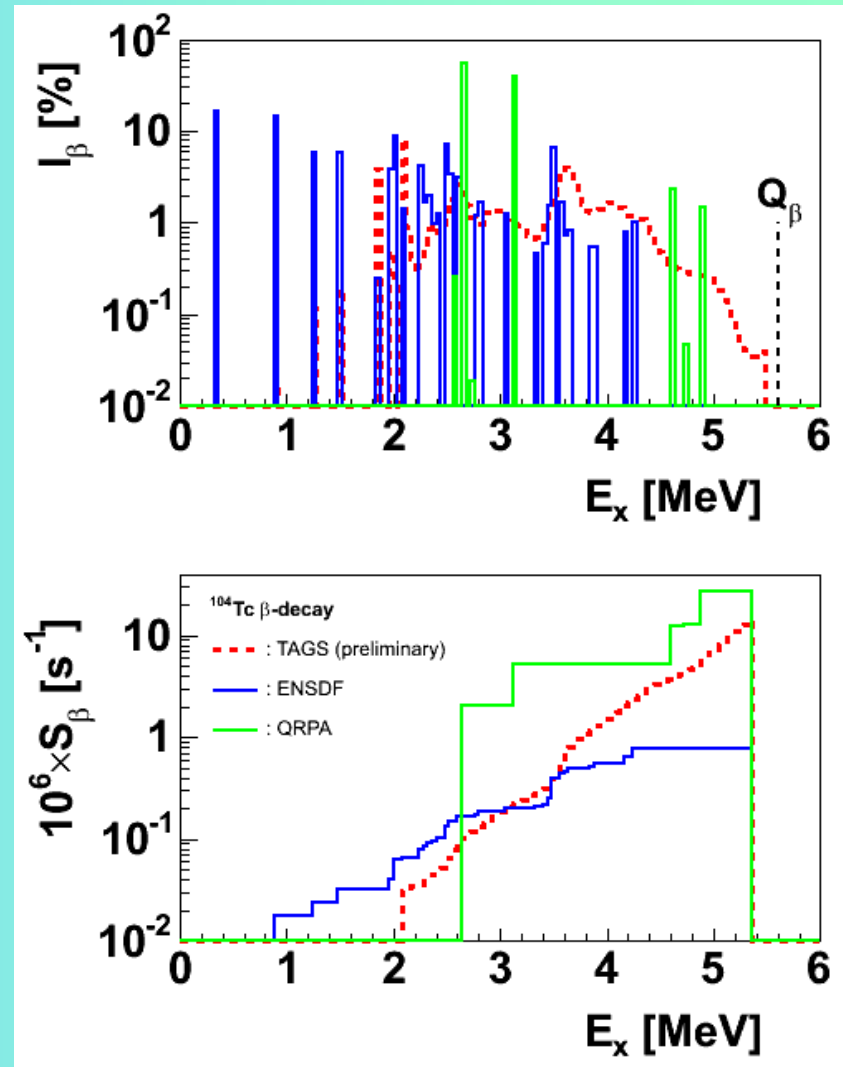 I_β [%]
10²
10
1
10⁻¹
10⁻²
Q_β
0 1 2 3 4 5 6
E_x [MeV]
10⁶×S_β [s⁻¹]
¹⁰⁴Tc β-decay
: TAGS (preliminary)
: ENSDF
: QRPA
10
1
10⁻¹
10⁻²
0 1 2 3 4 5 6
E_x [MeV]